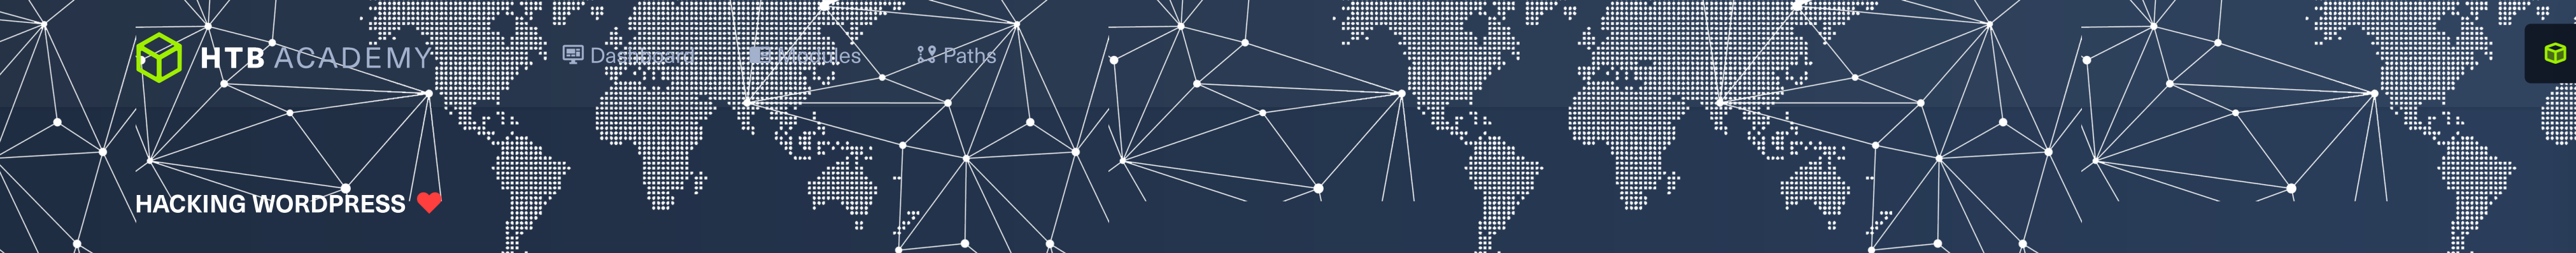 HTB ACADEMY
Dashboard
Modules
Paths
HACKING WORDPRESS